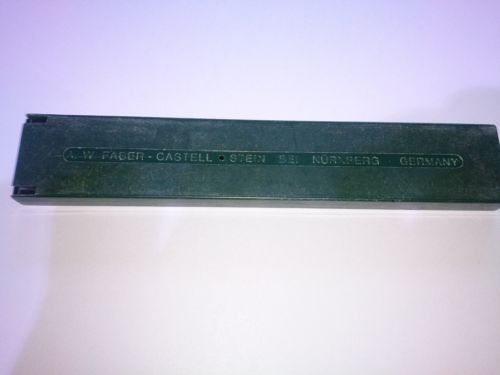 A.W.FABER - CASTELL • STEIN BEI NÜRNBERG · GERMANY